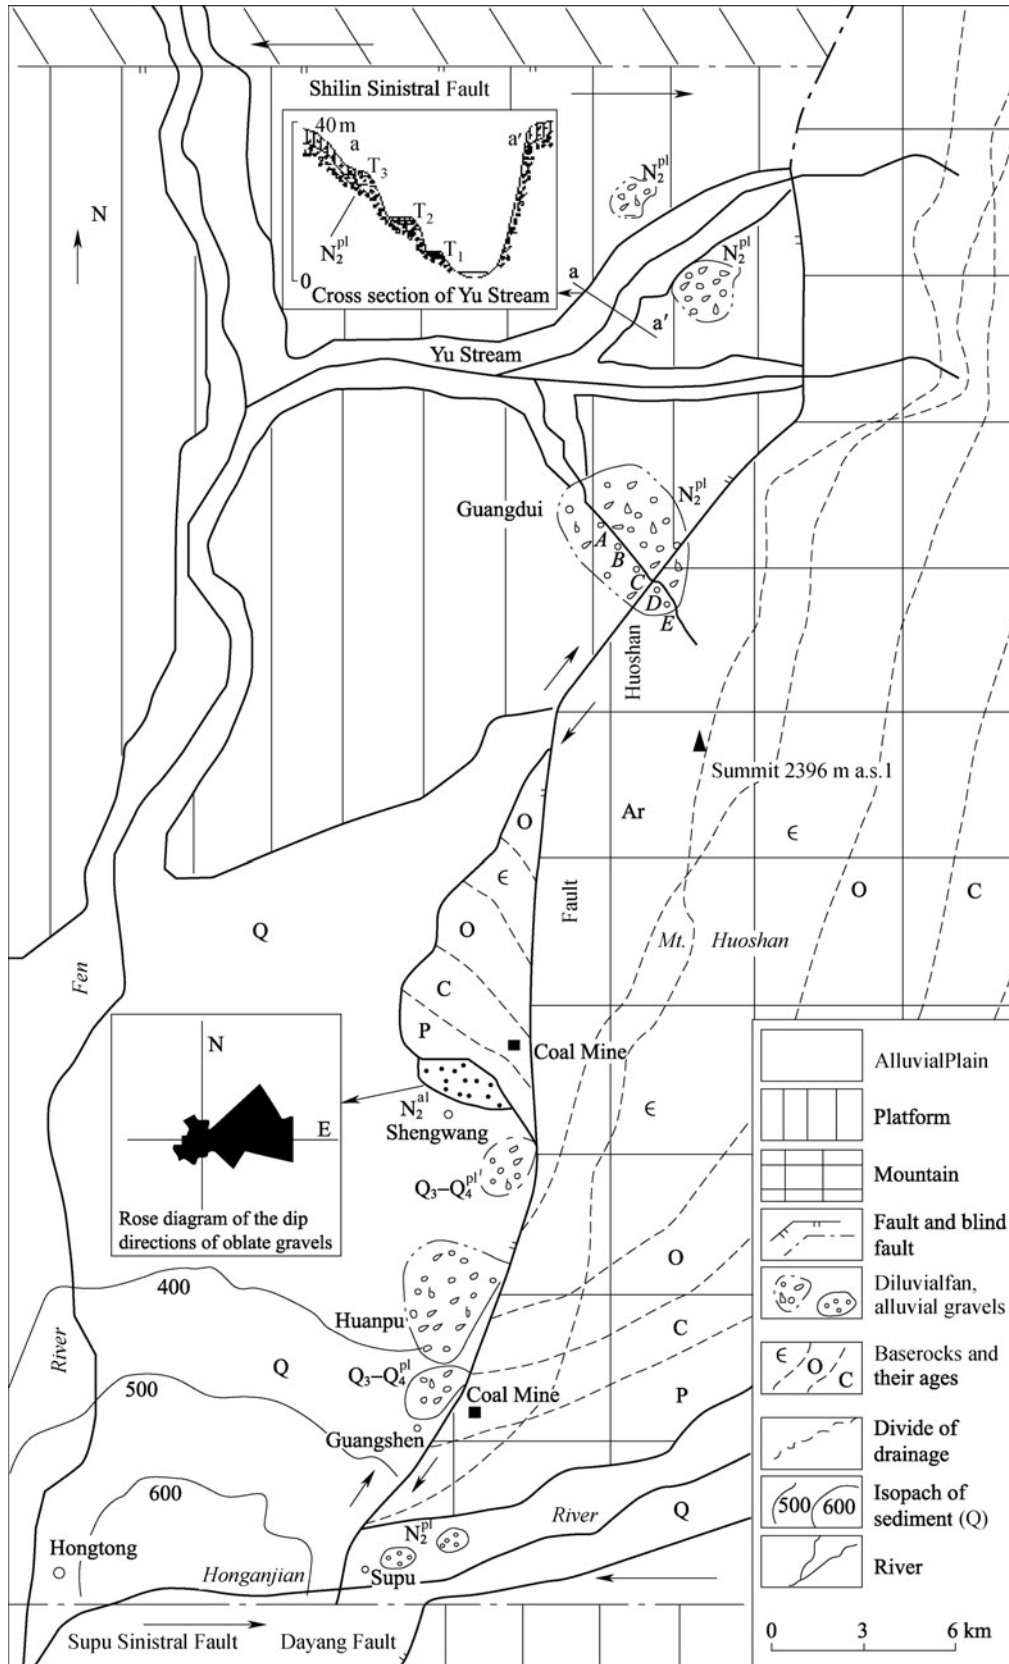 Shilin Sinistral Fault
40 m
a
a′
T3
T2
T1
N2pl
0
Cross section of Yu Stream
N
N2pl
N2pl
a
a′
Yu Stream
Guangdui
N2pl
A
B
C
D
E
Huoshan
Summit 2396 m a.s.l
Ar
O
Є
Є
O
C
O
Fault
Q
Mt. Huoshan
Fen
C
P
Coal Mine
N
E
Rose diagram of the dip
directions of oblate gravels
N2al
Shengwang
Є
Q3–Q4pl
400
Huanpu
O
C
River
Q
Q3–Q4pl
P
500
Coal Mine
Guangshen
600
River
Q
N2pl
Hongtong
Honganjian
Supu
Supu Sinistral Fault
Dayang Fault
AlluvialPlain
Platform
Mountain
Fault and blind
fault
Diluvialfan,
alluvial gravels
Є
O
C
Baserocks and
their ages
Divide of
drainage
500
600
Isopach of
sediment (Q)
River
0
3
6 km